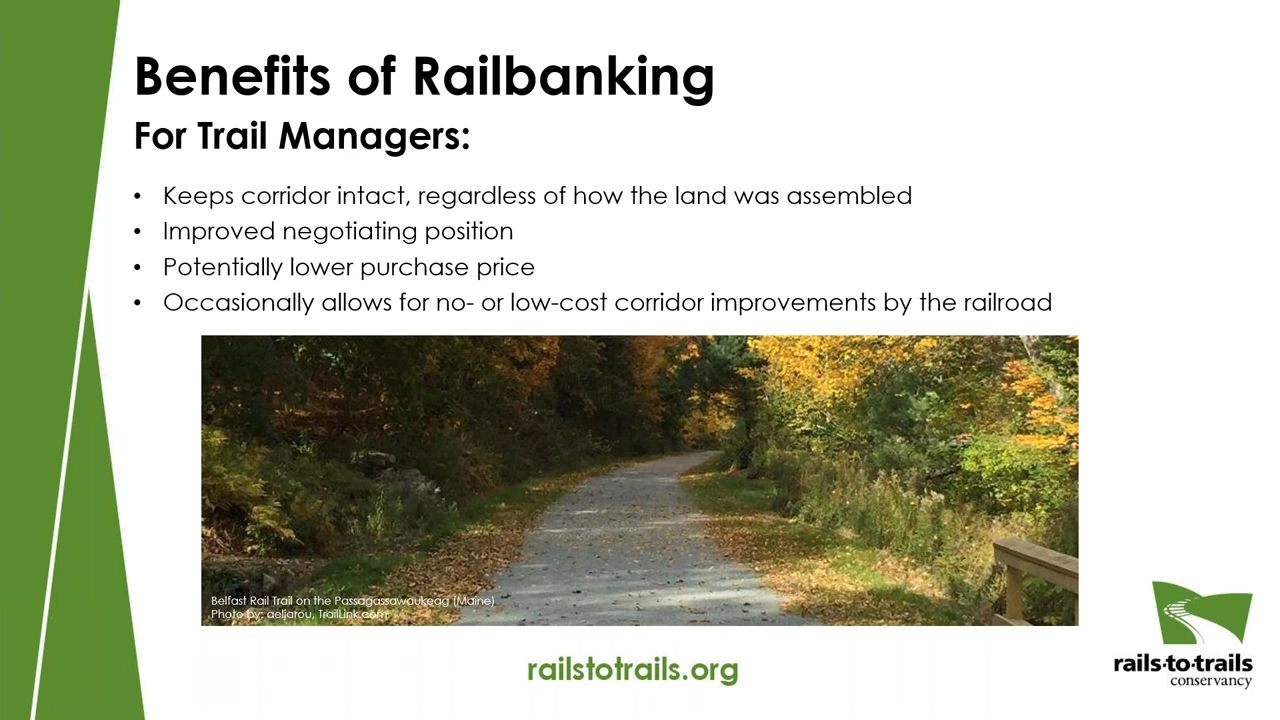 Benefits of Railbanking
For Trail Managers:
• Keeps corridor intact, regardless of how the land was assembled
• Improved negotiating position
• Potentially lower purchase price
• Occasionally allows for no- or low-cost corridor improvements by the railroad
Belfast Rail Trail on the Passagassawaukeag (Maine)
Photo by: aeljarou, TrailLink.com
railstotrails.org
rails·to·trails
conservancy